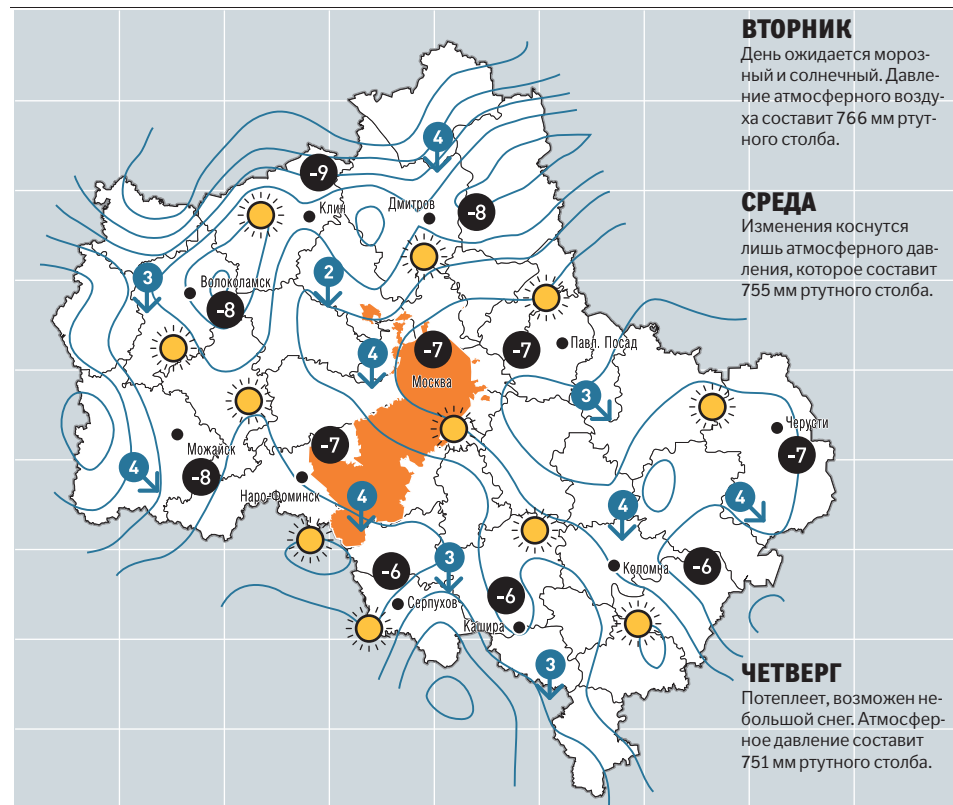 ВТОРНИК
День ожидается мороз-
ный и солнечный. Давле-
ние атмосферного возду-
ха составит 766 мм ртут-
ного столба.
СРЕДА
Изменения коснутся
лишь атмосферного дав-
ления, которое составит
755 мм ртутного столба.
ЧЕТВЕРГ
Потеплеет, возможен не-
большой снег. Атмосфер-
ное давление составит
751 мм ртутного столба.
4
-9
Клин
Дмитров
-8
3
Волоколамск
-8
2
4
-7
Москва
-7
Павл. Посад
3
Черусти
-7
Можайск
4
-8
-7
Наро-Фоминск
4
4
4
3
-6
Серпухов
-6
Кашира
Коломна
-6
3